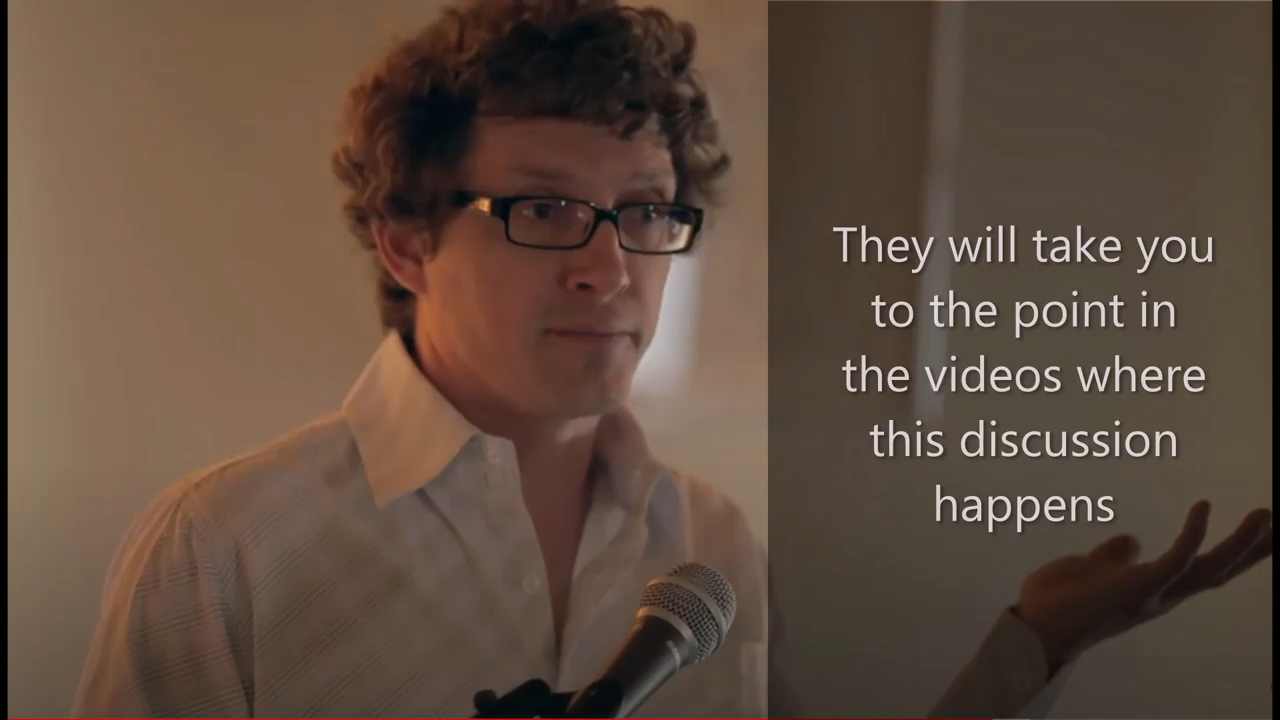 They will take you
to the point in
the videos where
this discussion
happens